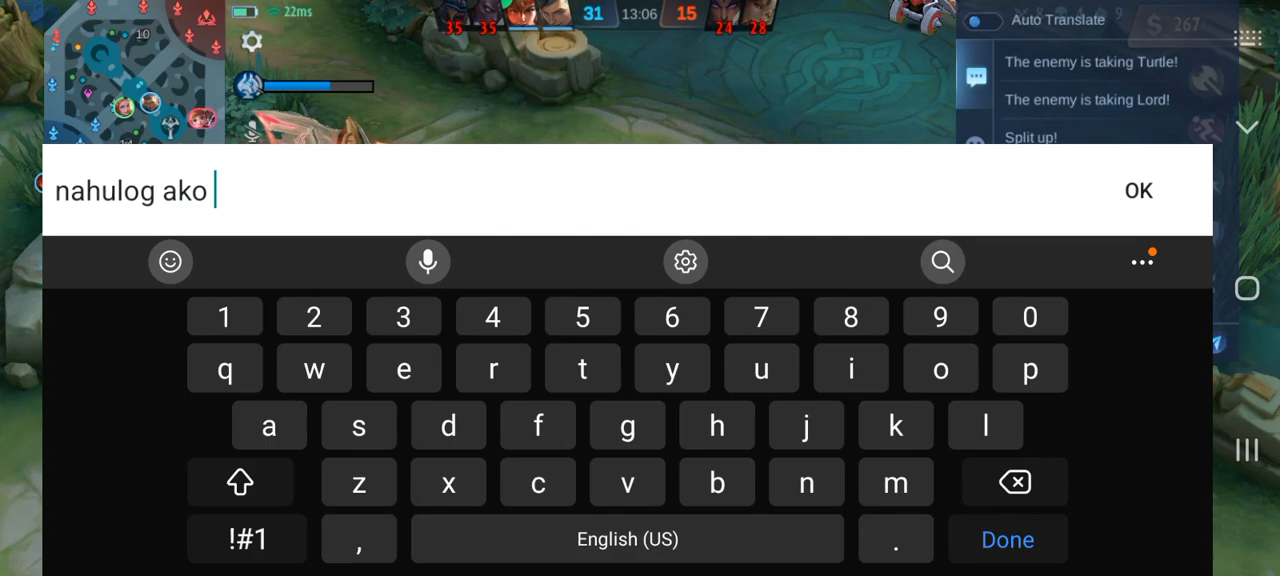 10
22ms
35 35 31 13:06 15 24 28
Auto Translate
267
The enemy is taking Turtle!
The enemy is taking Lord!
Split up!
nahulog ako
OK
1 2 3 4 5 6 7 8 9 0
q w e r t y u i o p
a s d f g h j k l
z x c v b n m
!#1 , English (US) . Done